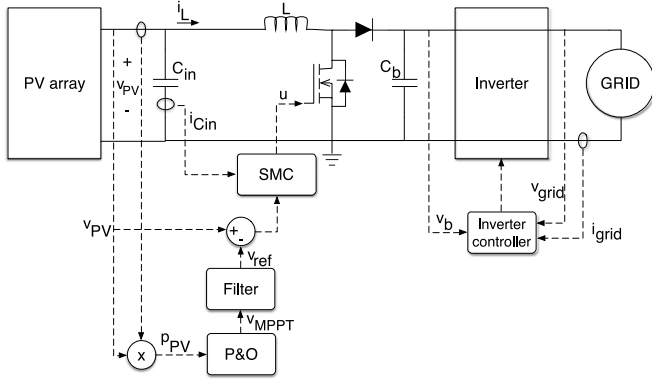 i_L
L
PV array
+
v_PV
-
C_in
i_Cin
u
C_b
Inverter
GRID
SMC
v_PV
+
-
v_ref
Filter
v_MPPT
P&O
p_PV
x
v_b
Inverter
controller
v_grid
i_grid